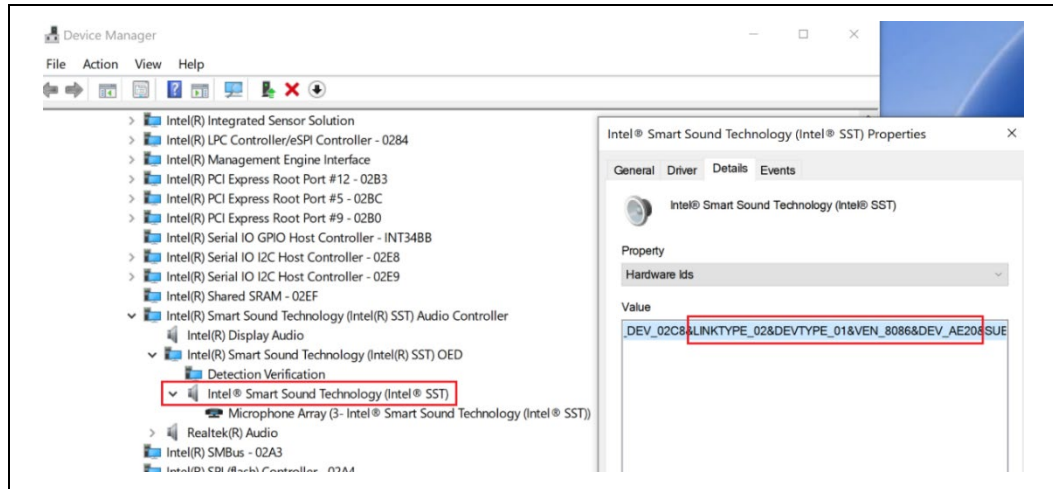 Device Manager
File Action View Help
Intel(R) Integrated Sensor Solution
Intel(R) LPC Controller/eSPI Controller - 0284
Intel(R) Management Engine Interface
Intel(R) PCI Express Root Port #12 - 02B3
Intel(R) PCI Express Root Port #5 - 02BC
Intel(R) PCI Express Root Port #9 - 02B0
Intel(R) Serial IO GPIO Host Controller - INT34BB
Intel(R) Serial IO I2C Host Controller - 02E8
Intel(R) Serial IO I2C Host Controller - 02E9
Intel(R) Shared SRAM - 02EF
Intel(R) Smart Sound Technology (Intel(R) SST) Audio Controller
Intel(R) Display Audio
Intel(R) Smart Sound Technology (Intel(R) SST) OED
Detection Verification
Intel® Smart Sound Technology (Intel® SST)
Microphone Array (3- Intel® Smart Sound Technology (Intel® SST))
Realtek(R) Audio
Intel(R) SMBus - 02A3
Intel(R) SPI (flash) Controller - 02A4
Intel® Smart Sound Technology (Intel® SST) Properties
General Driver Details Events
Intel® Smart Sound Technology (Intel® SST)
Property
Hardware Ids
Value
_DEV_02C8&LINKTYPE_02&DEVTYPE_01&VEN_8086&DEV_AE20&SUE